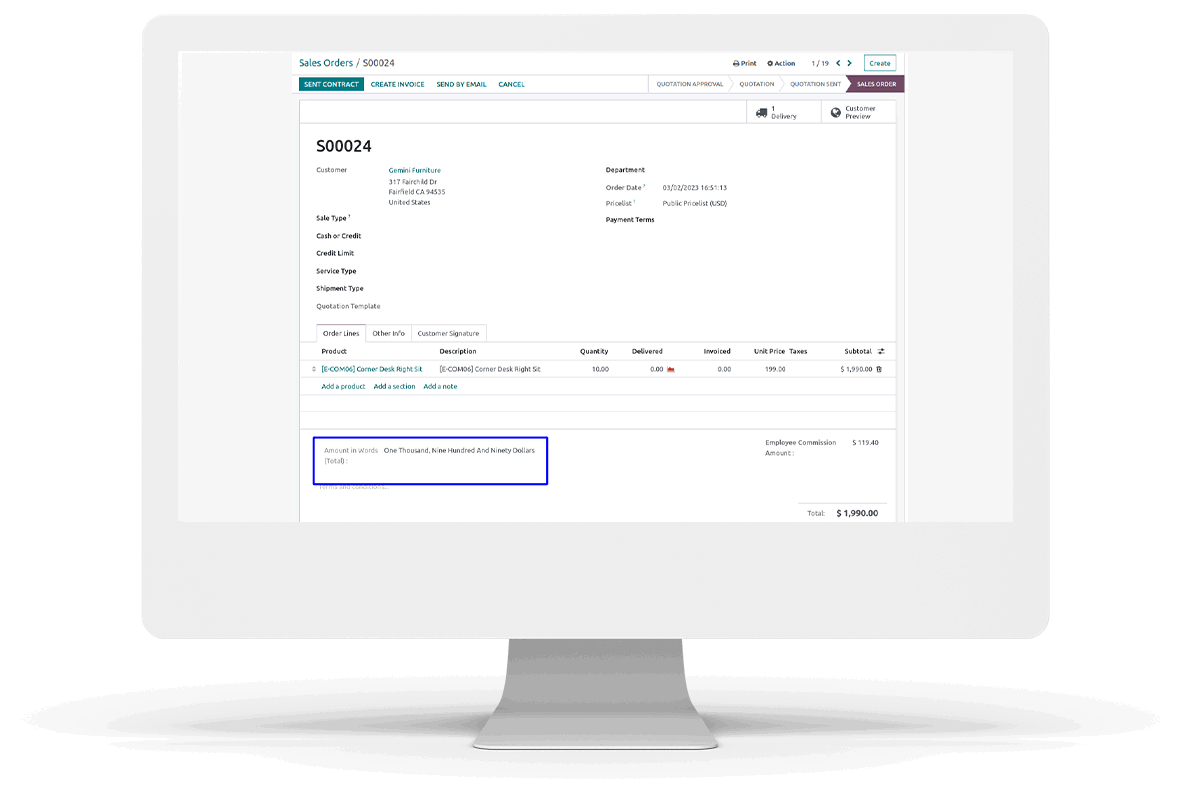 Sales Orders / S00024
Print Action 1 / 19 Create
SENT CONTRACT CREATE INVOICE SEND BY EMAIL CANCEL QUOTATION APPROVAL QUOTATION QUOTATION SENT SALES ORDER
1 Delivery
Customer Preview
S00024
Customer Gemini Furniture
317 Fairchild Dr
Fairfield CA 94535
United States
Sale Type ?
Cash or Credit
Credit Limit
Service Type
Shipment Type
Quotation Template
Department
Order Date ? 03/02/2023 16:51:13
Pricelist ? Public Pricelist (USD)
Payment Terms
Order Lines Other Info Customer Signature
Product Description Quantity Delivered Invoiced Unit Price Taxes Subtotal
[E-COM06] Corner Desk Right Sit [E-COM06] Corner Desk Right Sit 10.00 0.00 0.00 199.00 $ 1,990.00
Add a product Add a section Add a note
Amount in Words One Thousand, Nine Hundred And Ninety Dollars
(Total) :
Terms and conditions...
Employee Commission $ 119.40
Amount :
Total: $ 1,990.00